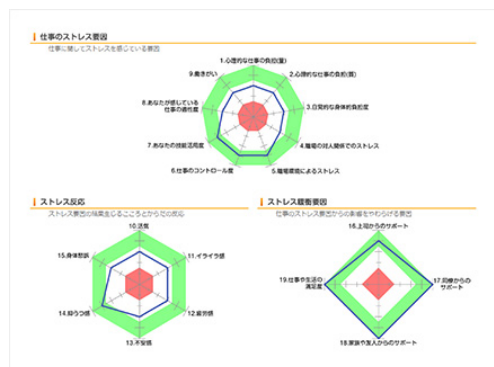 仕事のストレス要因
仕事に関してストレスを感じている要因
1.心理的な仕事の負担(量)
2.心理的な仕事の負担(質)
3.自覚的な身体的負担度
4.職場の対人関係でのストレス
5.職場環境によるストレス
6.仕事のコントロール度
7.あなたの技能活用度
8.あなたが感じている
仕事の適性度
9.働きがい
ストレス反応
ストレス要因の結果生じるこころとからだの反応
10.活気
11.イライラ感
12.疲労感
13.不安感
14.抑うつ感
15.身体愁訴
ストレス緩衝要因
仕事のストレス要因からの影響をやわらげる要因
16.上司からのサポート
17.同僚からの
サポート
18.家族や友人からのサポート
19.仕事や生活の
満足度